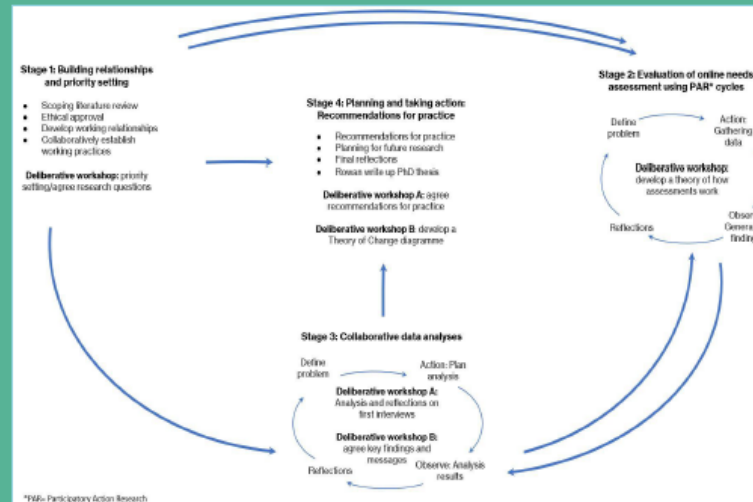 Stage 1: Building relationships
and priority setting
Scoping literature review
Ethical approval
Develop working relationships
Collaboratively establish
working practices
Deliberative workshop: priority
setting/agree research questions
Stage 4: Planning and taking action:
Recommendations for practice
Recommendations for practice
Planning for future research
Final reflections
Rowan write up PhD thesis
Deliberative workshop A: agree
recommendations for practice
Deliberative workshop B: develop a
Theory of Change diagramme
Stage 2: Evaluation of online needs
assessment using PAR* cycles
Define
problem
Action:
Gathering
data
Deliberative workshop:
develop a theory of how
assessments work
Reflections
Stage 3: Collaborative data analyses
Define
problem
Action: Plan
analysis
Deliberative workshop A:
Analysis and reflections on
first interviews
Deliberative workshop B:
agree key findings and
messages
Reflections
Observe: Analysis
results
*PAR= Participatory Action Research